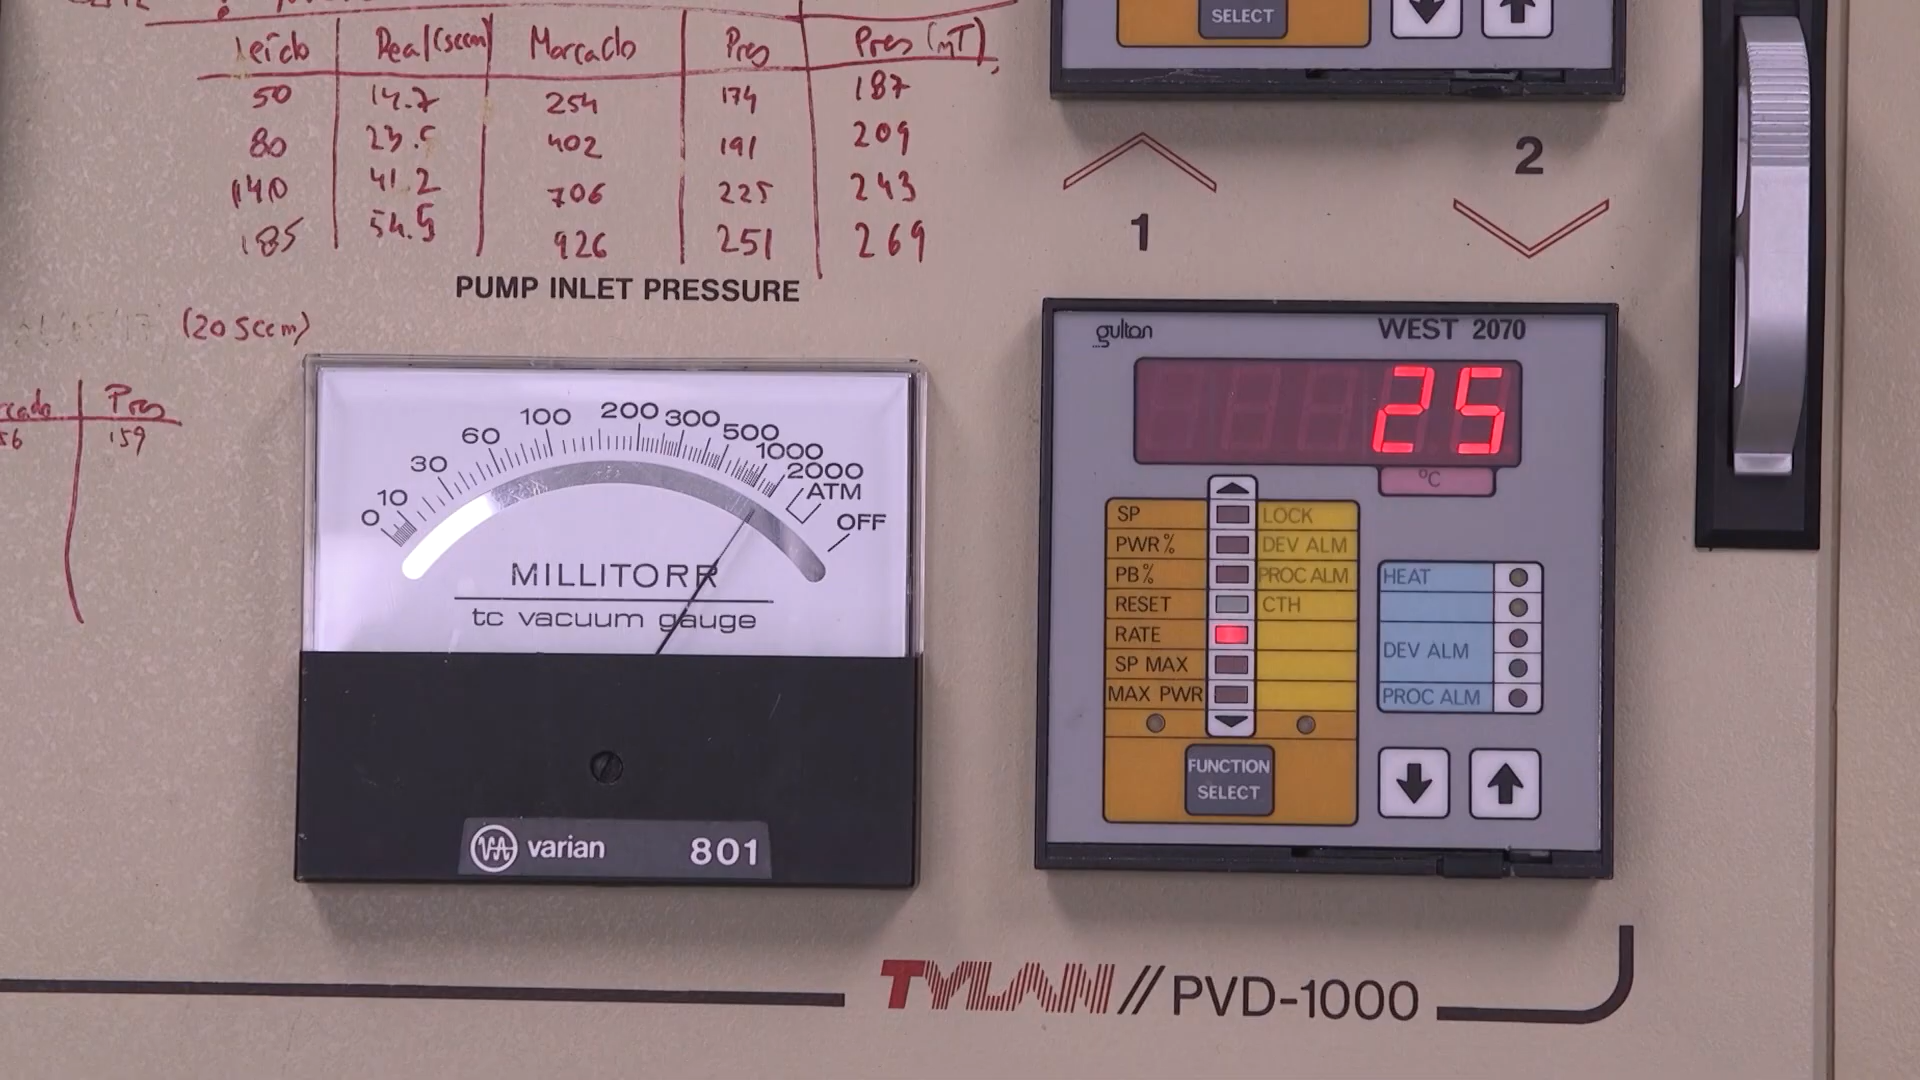 Leído Real(sccm) Marcado Pres Pres (mT)
50 14.7 254 174 187
80 23.5 402 191 209
140 41.2 706 225 243
185 54.5 926 251 269
PUMP INLET PRESSURE
(20 sccm)
Pres
159
0 10 30 60 100 200 300 500 1000 2000 ATM OFF
MILLITORR
tc vacuum gauge
varian 801
SELECT
1
2
gulton WEST 2070
25
°C
SP LOCK
PWR% DEV ALM
PB% PROC ALM
RESET CTH
RATE
SP MAX
MAX PWR
HEAT
DEV ALM
PROC ALM
FUNCTION
SELECT
TYLAN // PVD-1000